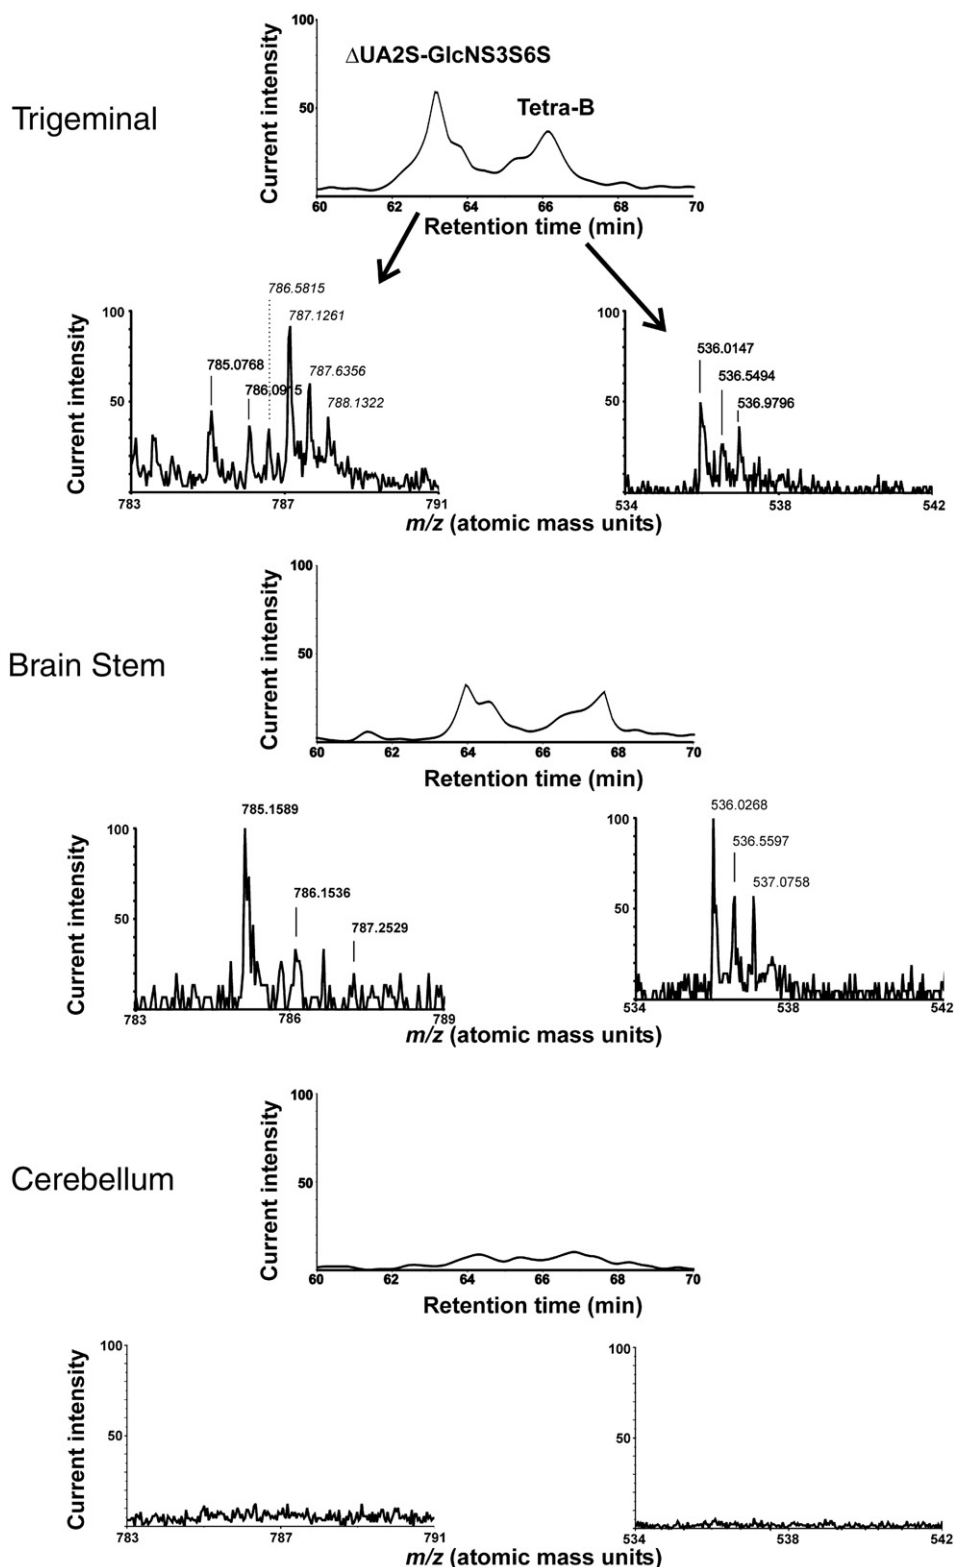 Trigeminal
Current intensity
100
50
ΔUA2S-GlcNS3S6S
Tetra-B
60 62 64 66 68 70
Retention time (min)
Current intensity
100
50
785.0768
786.5815
787.1261
787.6356
788.1322
783 787 791
100
50
536.0147
536.5494
536.9796
534 538 542
m/z (atomic mass units)
Brain Stem
Current intensity
100
50
60 62 64 66 68 70
Retention time (min)
Current intensity
100
50
785.1589
786.1536
787.2529
783 786 789
100
50
536.0268
536.5597
537.0758
534 538 542
m/z (atomic mass units)
Cerebellum
Current intensity
100
50
60 62 64 66 68 70
Retention time (min)
Current intensity
100
50
783 787 791
100
50
534 538 542
m/z (atomic mass units)